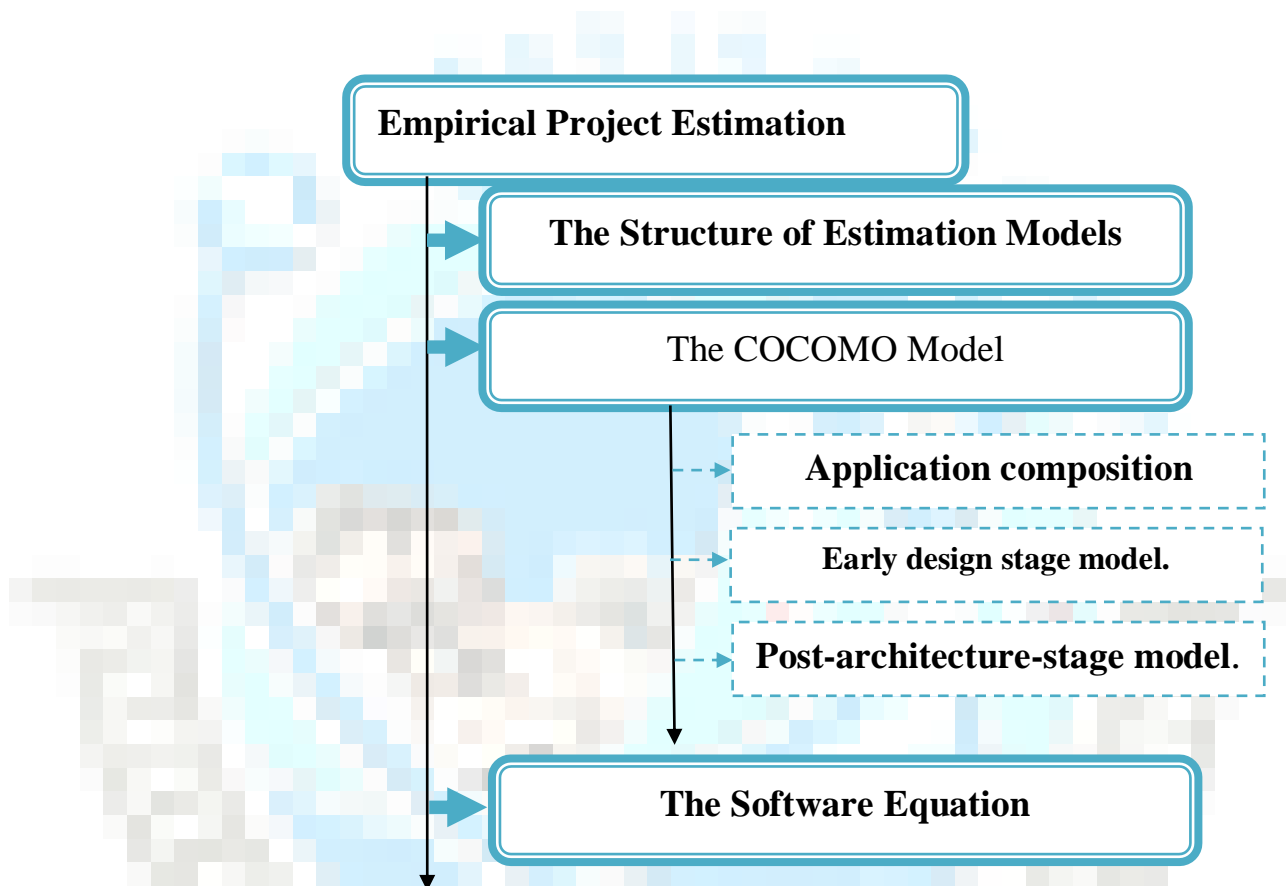 Empirical Project Estimation
The Structure of Estimation Models
The COCOMO Model
Application composition
Early design stage model.
Post-architecture-stage model.
The Software Equation